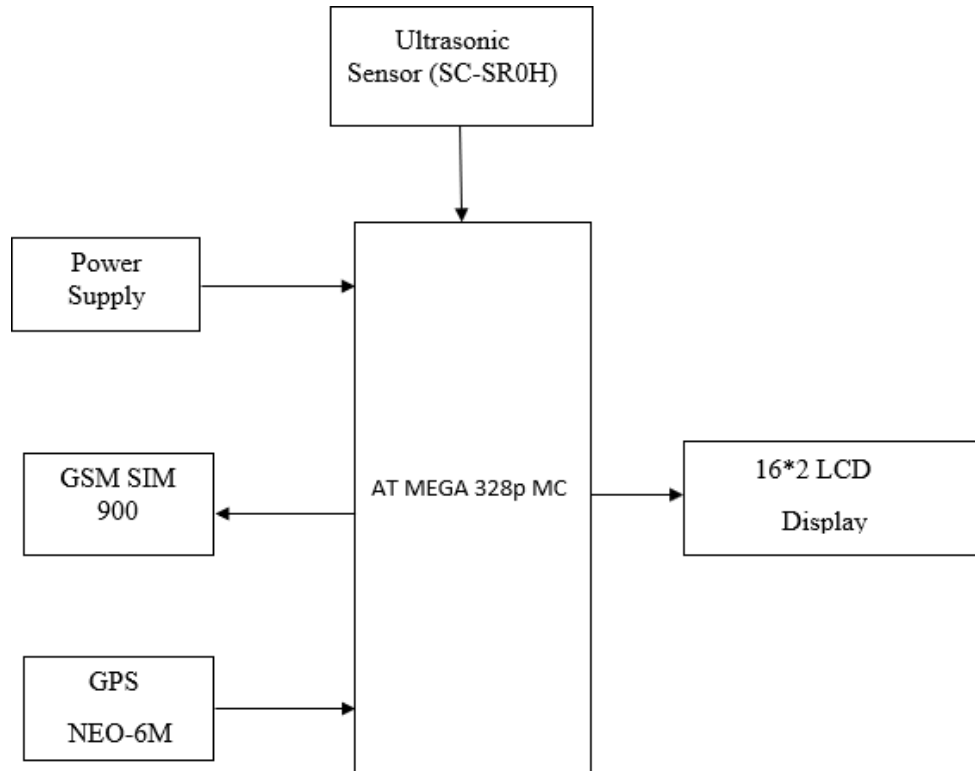 Ultrasonic
Sensor (SC-SR0H)
Power
Supply
GSM SIM
900
AT MEGA 328p MC
16*2 LCD
Display
GPS
NEO-6M